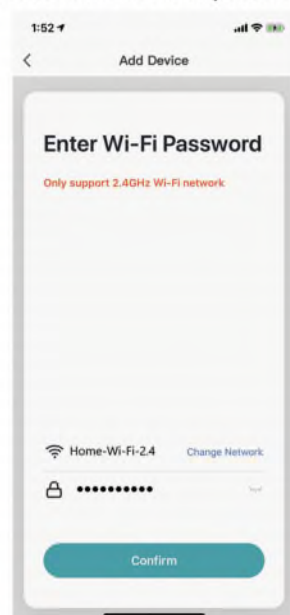 1:52
Add Device
Enter Wi-Fi Password
Only support 2.4GHz Wi-Fi network
Home-Wi-Fi-2.4 Change Network
••••••••••
Confirm